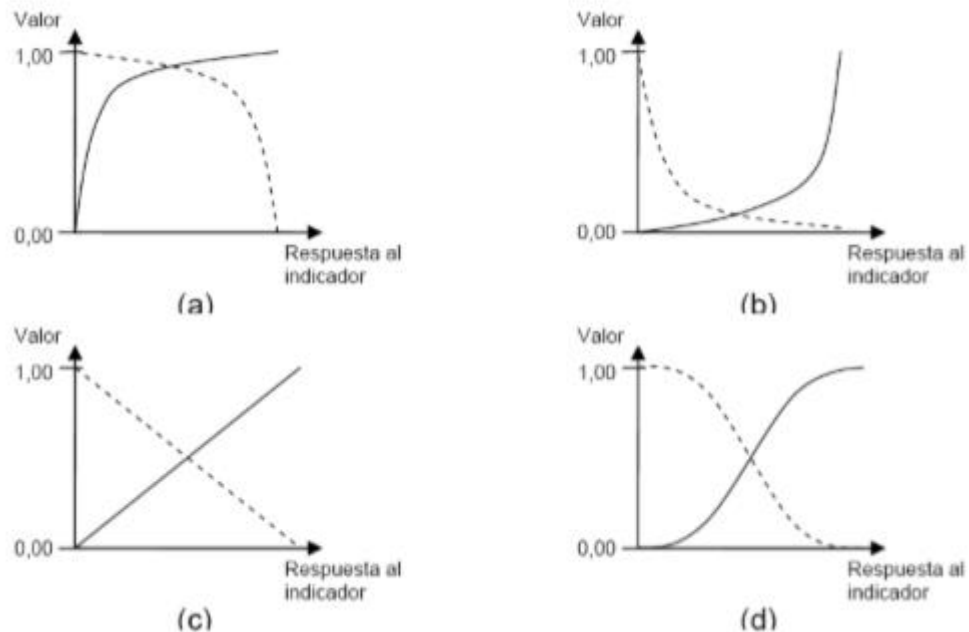 Valor
1,00
0,00
Respuesta al
indicador
(a)
Valor
1,00
0,00
Respuesta al
indicador
(b)
Valor
1,00
0,00
Respuesta al
indicador
(c)
Valor
1,00
0,00
Respuesta al
indicador
(d)